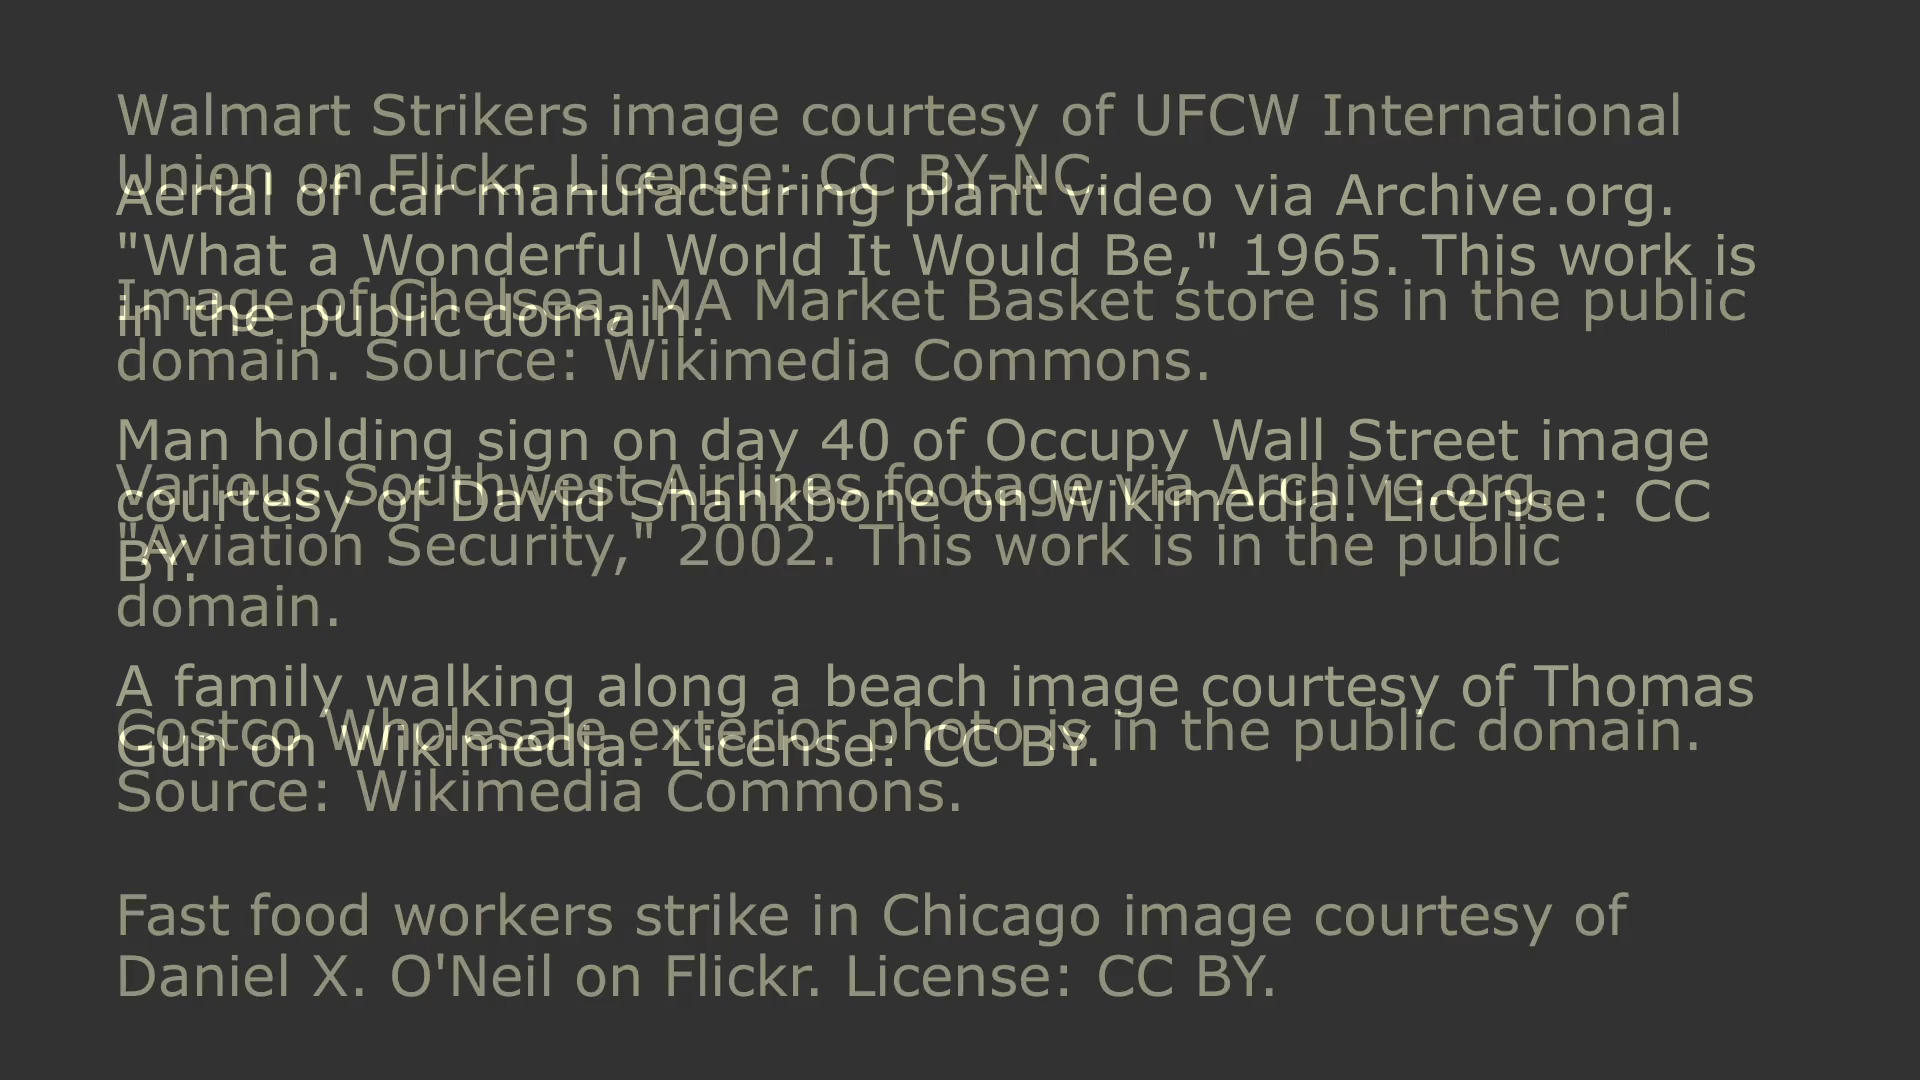 Walmart Strikers image courtesy of UFCW International
Union on Flickr. License: CC BY-NC.
Aerial of car manufacturing plant video via Archive.org.
"What a Wonderful World It Would Be," 1965. This work is
in the public domain.
Image of Chelsea, MA Market Basket store is in the public
domain. Source: Wikimedia Commons.
Man holding sign on day 40 of Occupy Wall Street image
courtesy of David Shankbone on Wikimedia. License: CC
BY.
Various Southwest Airlines footage via Archive.org.
"Aviation Security," 2002. This work is in the public
domain.
A family walking along a beach image courtesy of Thomas
Gun on Wikimedia. License: CC BY.
Costco Wholesale exterior photo is in the public domain.
Source: Wikimedia Commons.
Fast food workers strike in Chicago image courtesy of
Daniel X. O'Neil on Flickr. License: CC BY.